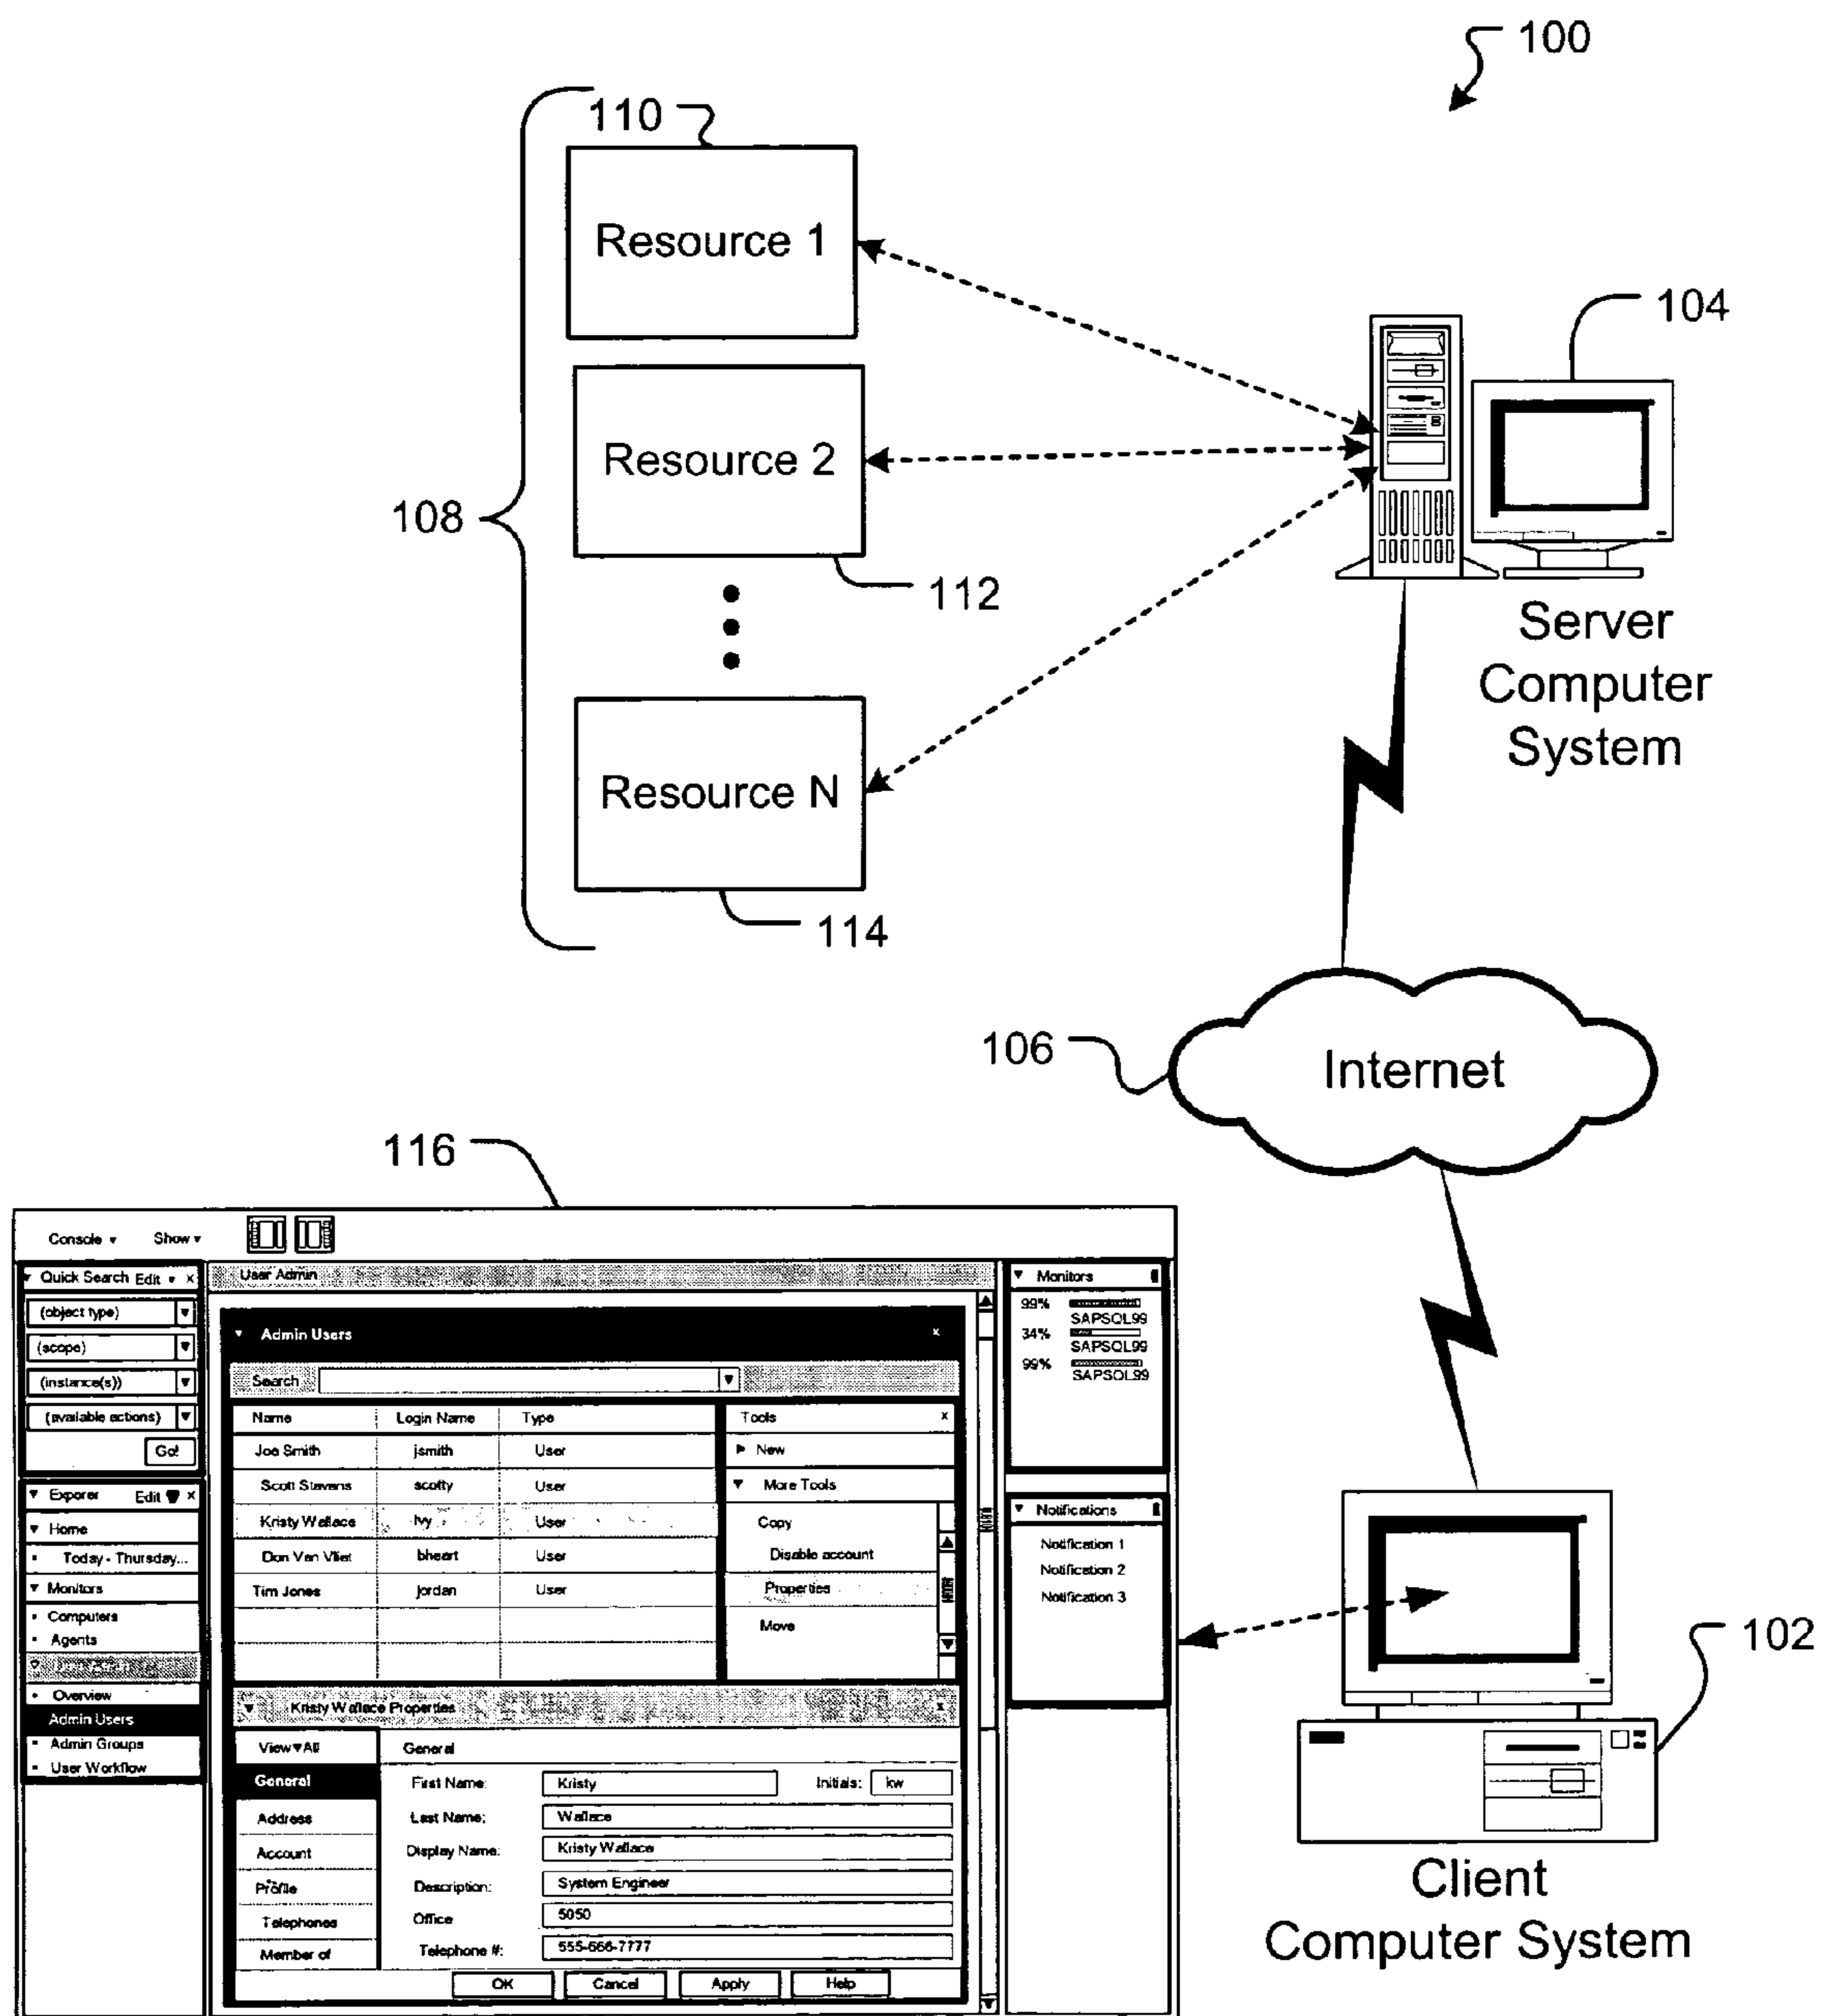 100
110
Resource 1
104
Resource 2
108
112
Server
Computer
System
Resource N
114
106
Internet
116
Console Show
Quick Search Edit x
(object type)
(scope)
(instance(s))
(available actions)
Go!
Exporer Edit x
Home
Today - Thursday...
Monitors
Computers
Agents
Overview
Admin Users
Admin Groups
User Workflow
User Admin
Admin Users x
Search
Name Login Name Type
Joe Smith jsmith User
Scott Stevens scotty User
Kristy Wallace Ivy User
Don Van Vliet bheart User
Tim Jones jordan User
Tools x
New
More Tools
Copy
Disable account
Properties
Move
Kristy Wallace Properties x
View All
General
Address
Account
Profile
Telephones
Member of
General
First Name: Kristy Initials: kw
Last Name: Wallace
Display Name: Kristy Wallace
Description: System Engineer
Office 5050
Telephone #: 555-666-7777
OK Cancel Apply Help
Monitors
99%
SAPSQL99
34%
SAPSQL99
99%
SAPSQL99
Notifications
Notification 1
Notification 2
Notification 3
102
Client
Computer System